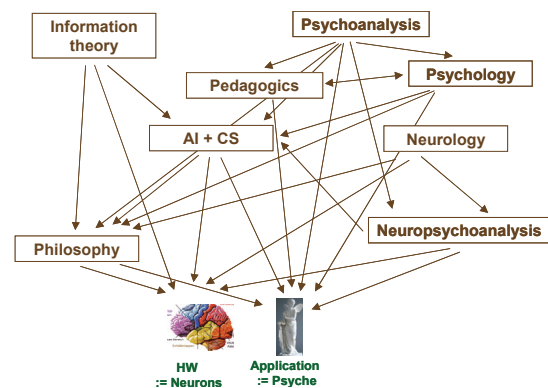 Information
theory
Psychoanalysis
Pedagogics
Psychology
AI + CS
Neurology
Philosophy
Neuropsychoanalysis
HW
:= Neurons
Application
:= Psyche